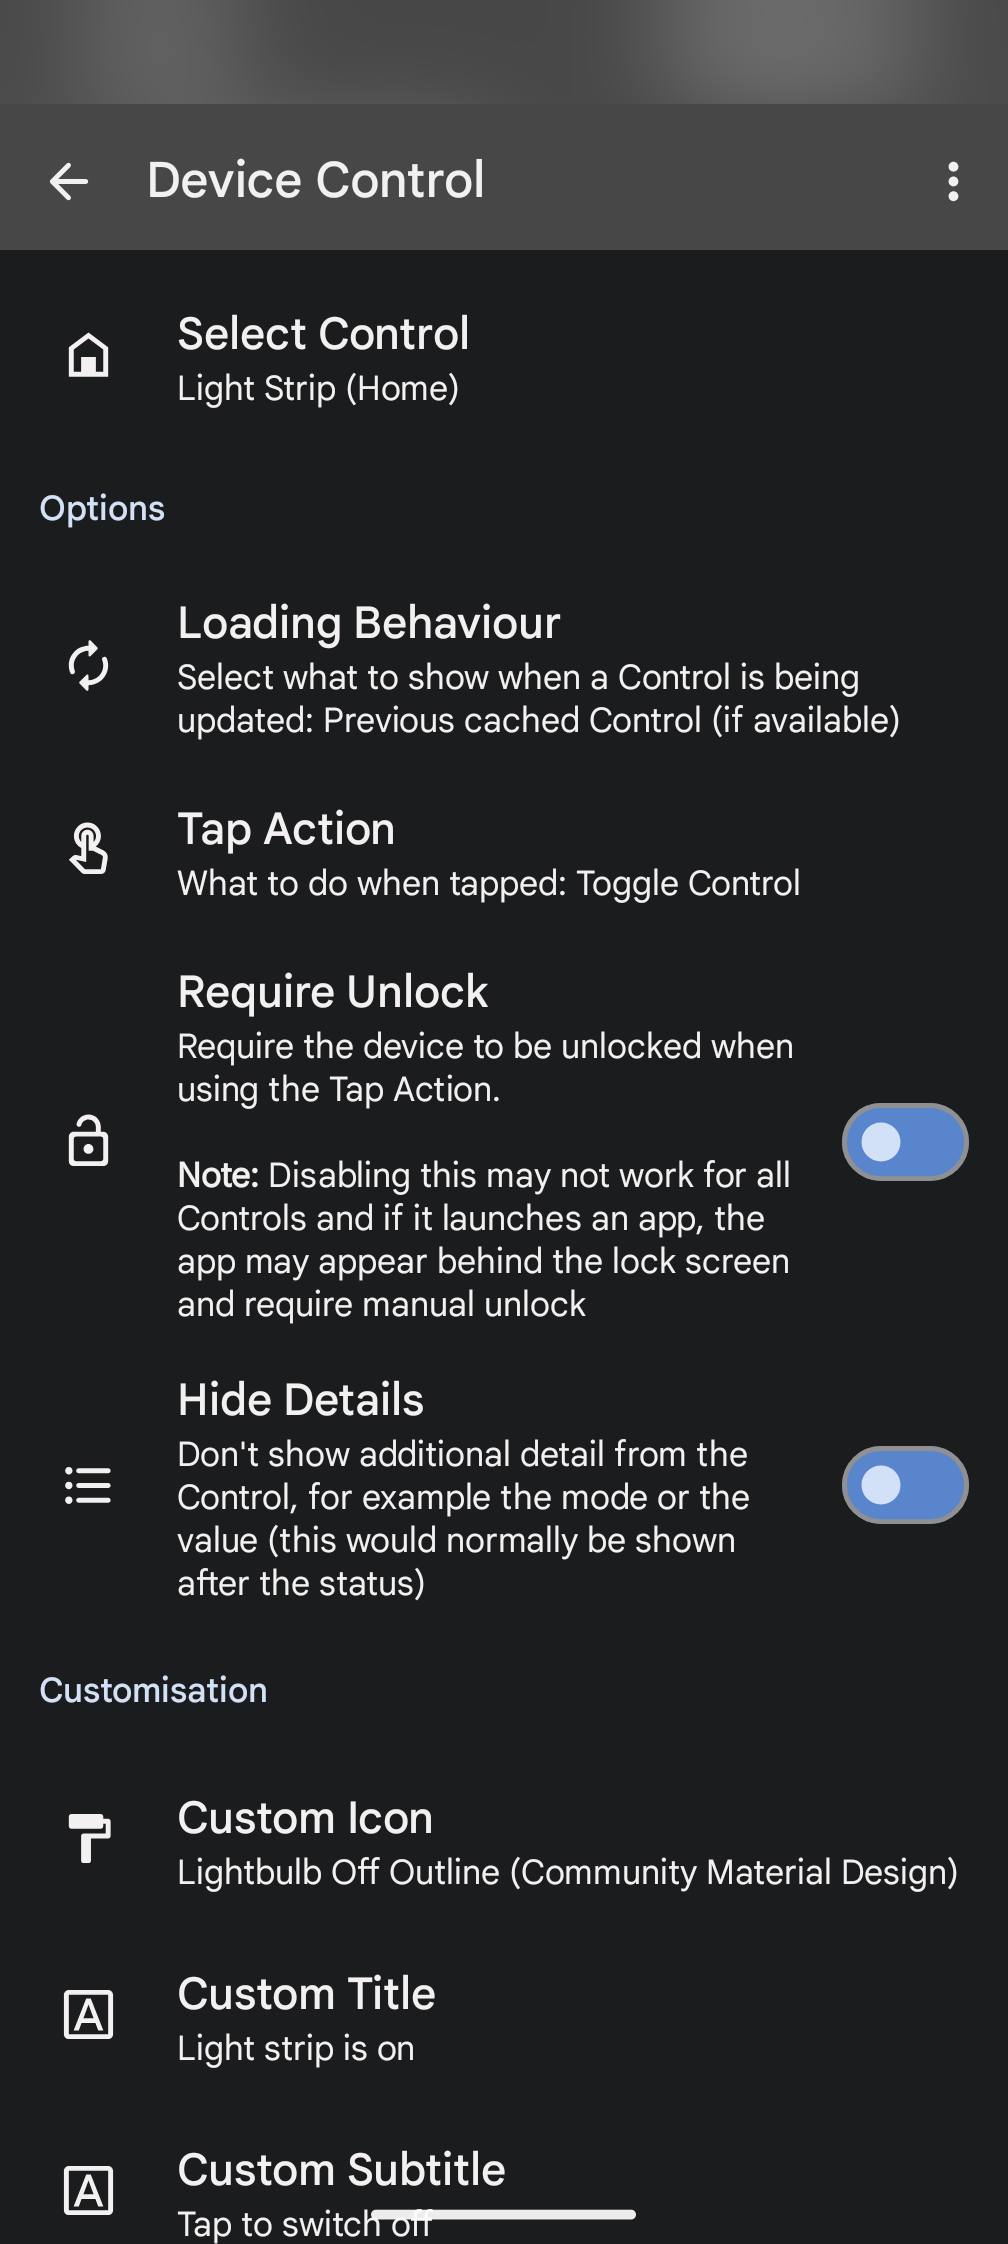 Device Control
Select Control
Light Strip (Home)
Options
Loading Behaviour
Select what to show when a Control is being
updated: Previous cached Control (if available)
Tap Action
What to do when tapped: Toggle Control
Require Unlock
Require the device to be unlocked when
using the Tap Action.
Note: Disabling this may not work for all
Controls and if it launches an app, the
app may appear behind the lock screen
and require manual unlock
Hide Details
Don't show additional detail from the
Control, for example the mode or the
value (this would normally be shown
after the status)
Customisation
Custom Icon
Lightbulb Off Outline (Community Material Design)
Custom Title
Light strip is on
Custom Subtitle
Tap to switch off